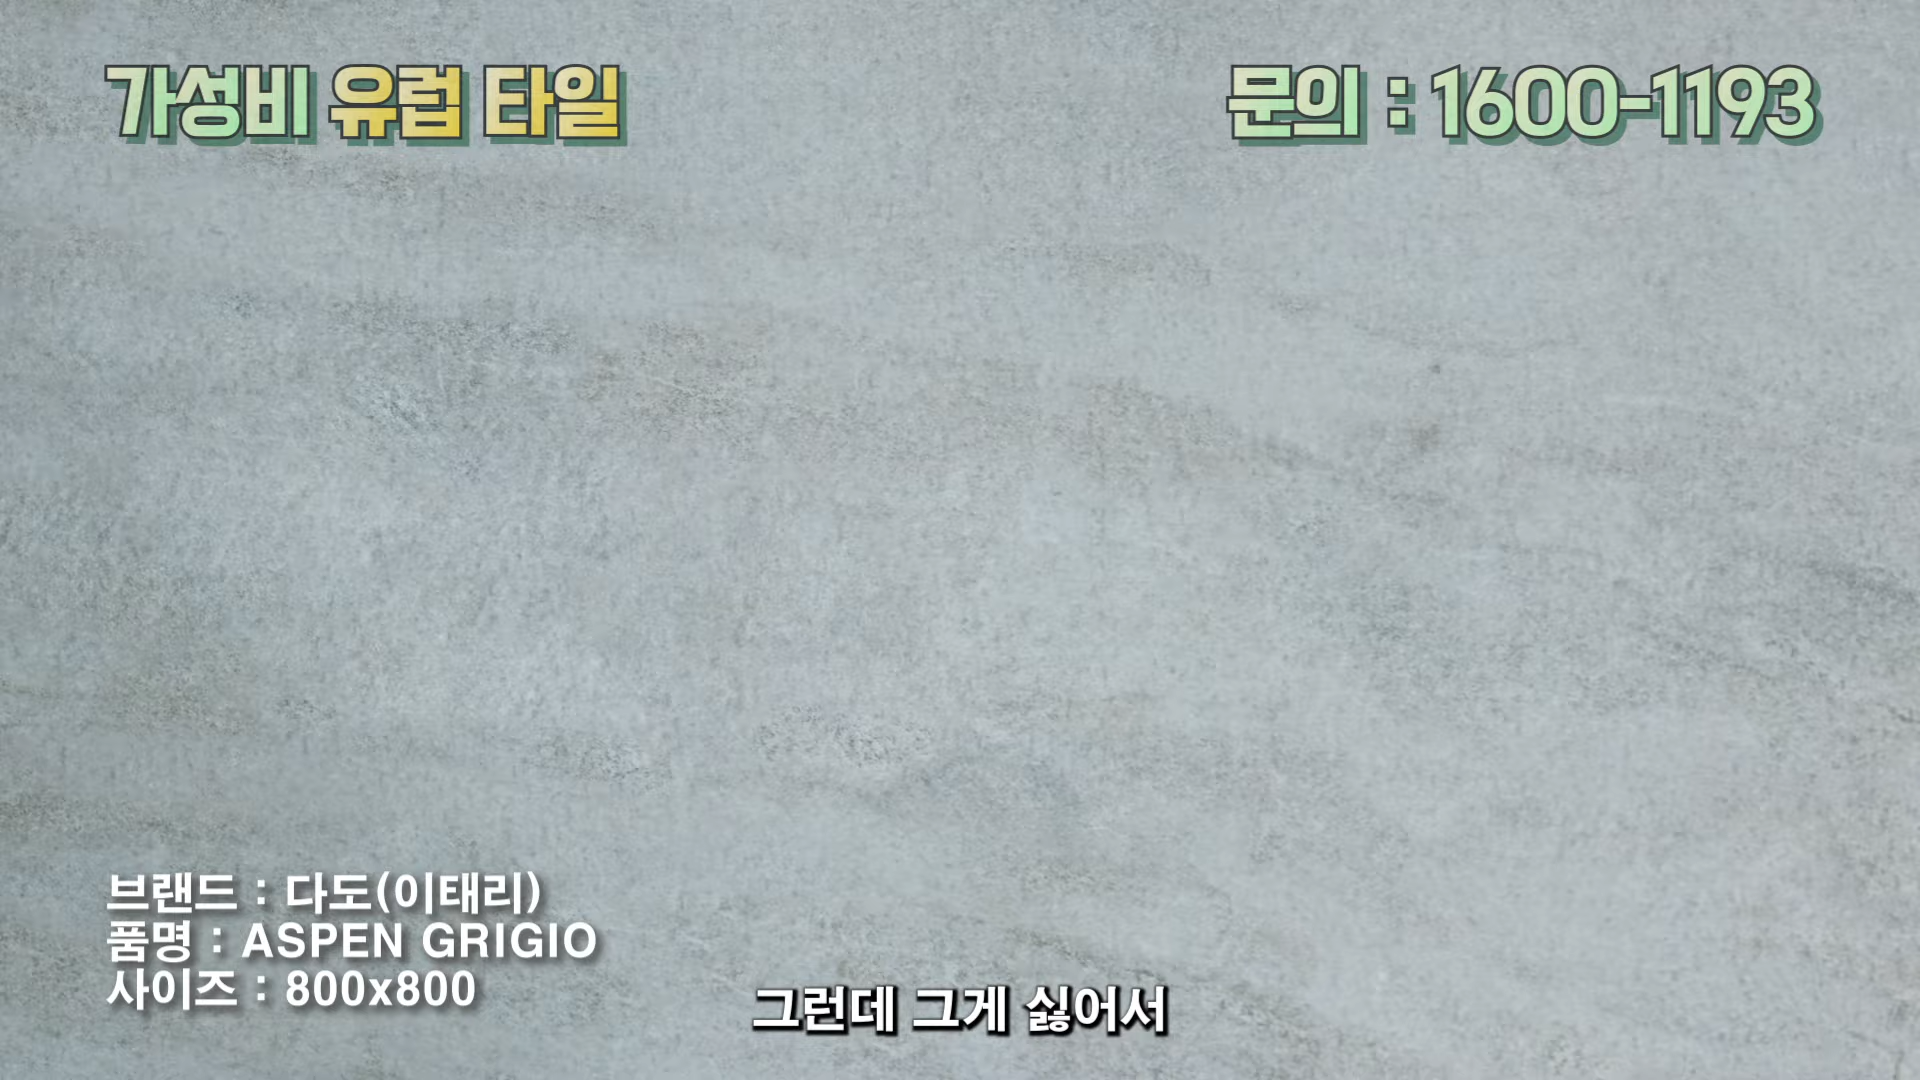 가성비 유럽 타일
문의 : 1600-1193
브랜드 : 다도(이태리)
품명 : ASPEN GRIGIO
사이즈 : 800x800
그런데 그게 싫어서